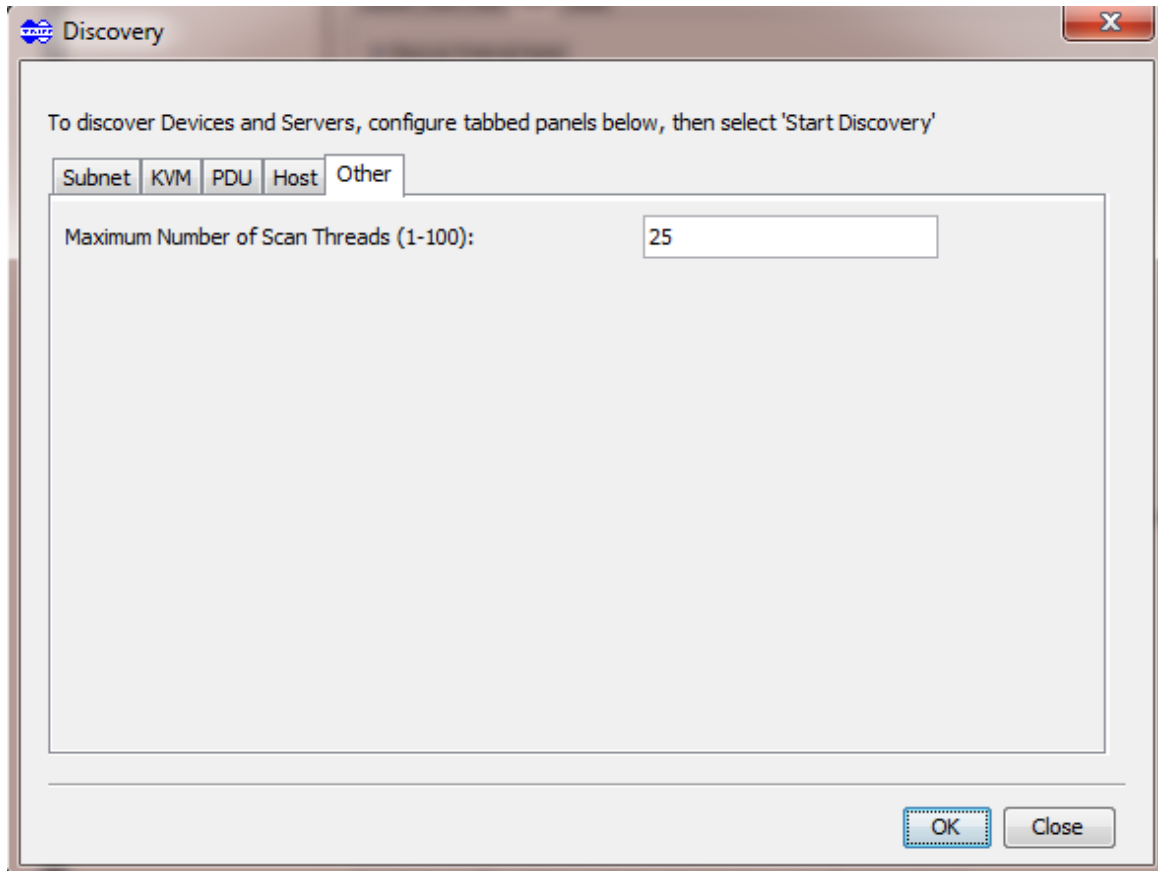 Discovery
To discover Devices and Servers, configure tabbed panels below, then select 'Start Discovery'
Subnet KVM PDU Host Other
Maximum Number of Scan Threads (1-100): 25
OK Close